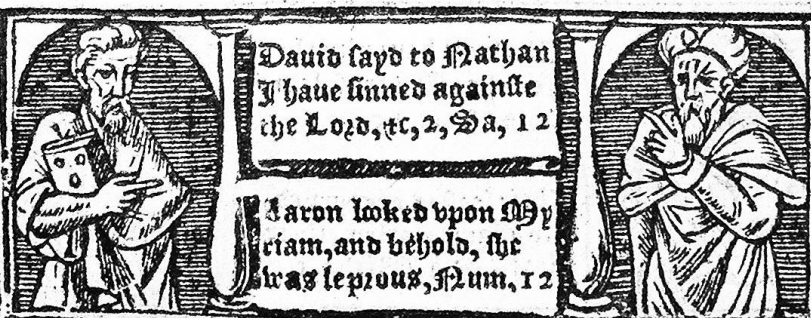 Dauid sayd to Nathan
I haue sinned againste
the Lord, &c, 2, Sa, 12
Aaron looked vpon My
riam, and behold, she
was leprous, Num, 12